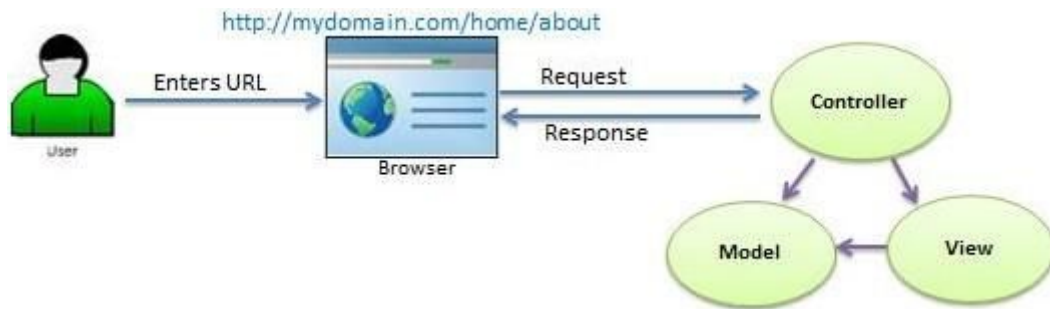 http://mydomain.com/home/about
Enters URL
Request
Response
Controller
User
Browser
Model
View